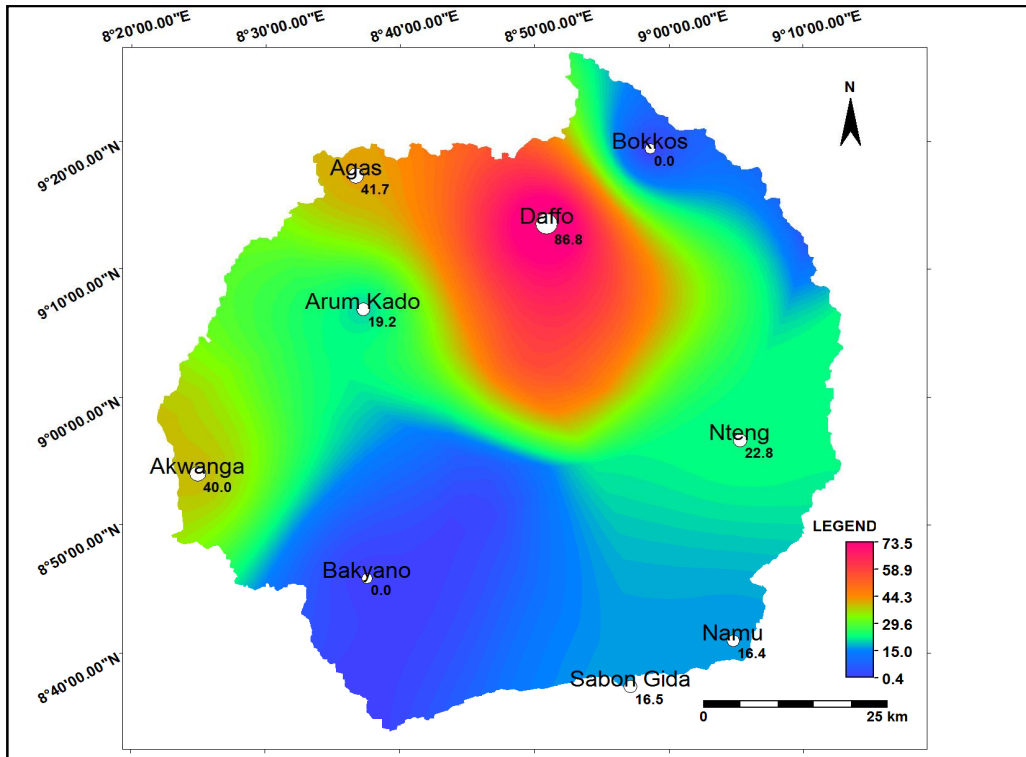 8°20'00.00"E 8°30'00.00"E 8°40'00.00"E 8°50'00.00"E 9°00'00.00"E 9°10'00.00"E
N
9°20'00.00"N
Bokkos
0.0
Agas
41.7
Daffo
86.8
9°10'00.00"N
Arum Kado
19.2
9°00'00.00"N
Nteng
22.8
Akwanga
40.0
8°50'00.00"N
LEGEND
73.5
58.9
44.3
29.6
15.0
0.4
Bakyano
0.0
Namu
16.4
8°40'00.00"N
Sabon Gida
16.5
0 25 km